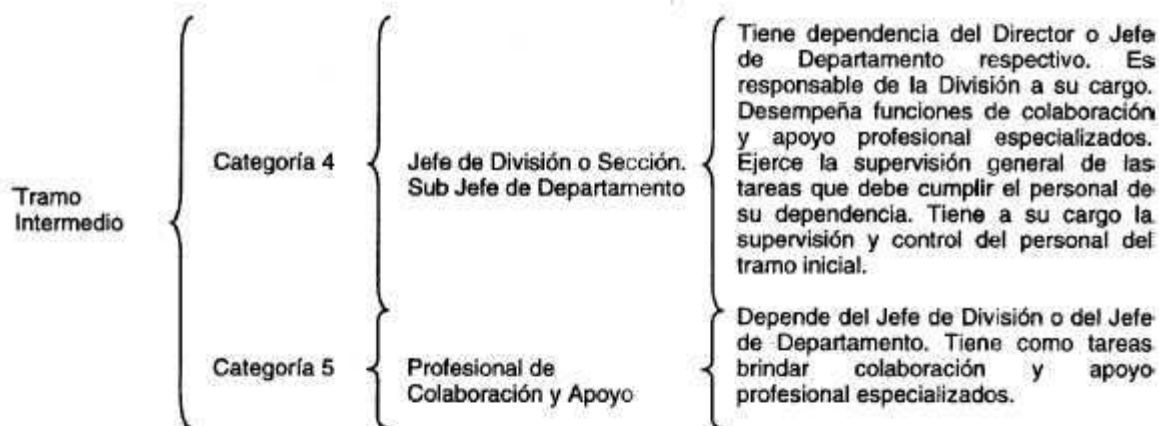 Tramo
Intermedio
Categoría 4
Jefe de División o Sección.
Sub Jefe de Departamento
Tiene dependencia del Director o Jefe
de Departamento respectivo. Es
responsable de la División a su cargo.
Desempeña funciones de colaboración
y apoyo profesional especializados.
Ejerce la supervisión general de las
tareas que debe cumplir el personal de
su dependencia. Tiene a su cargo la
supervisión y control del personal del
tramo inicial.
Categoría 5
Profesional de
Colaboración y Apoyo
Depende del Jefe de División o del Jefe
de Departamento. Tiene como tareas
brindar colaboración y apoyo
profesional especializados.